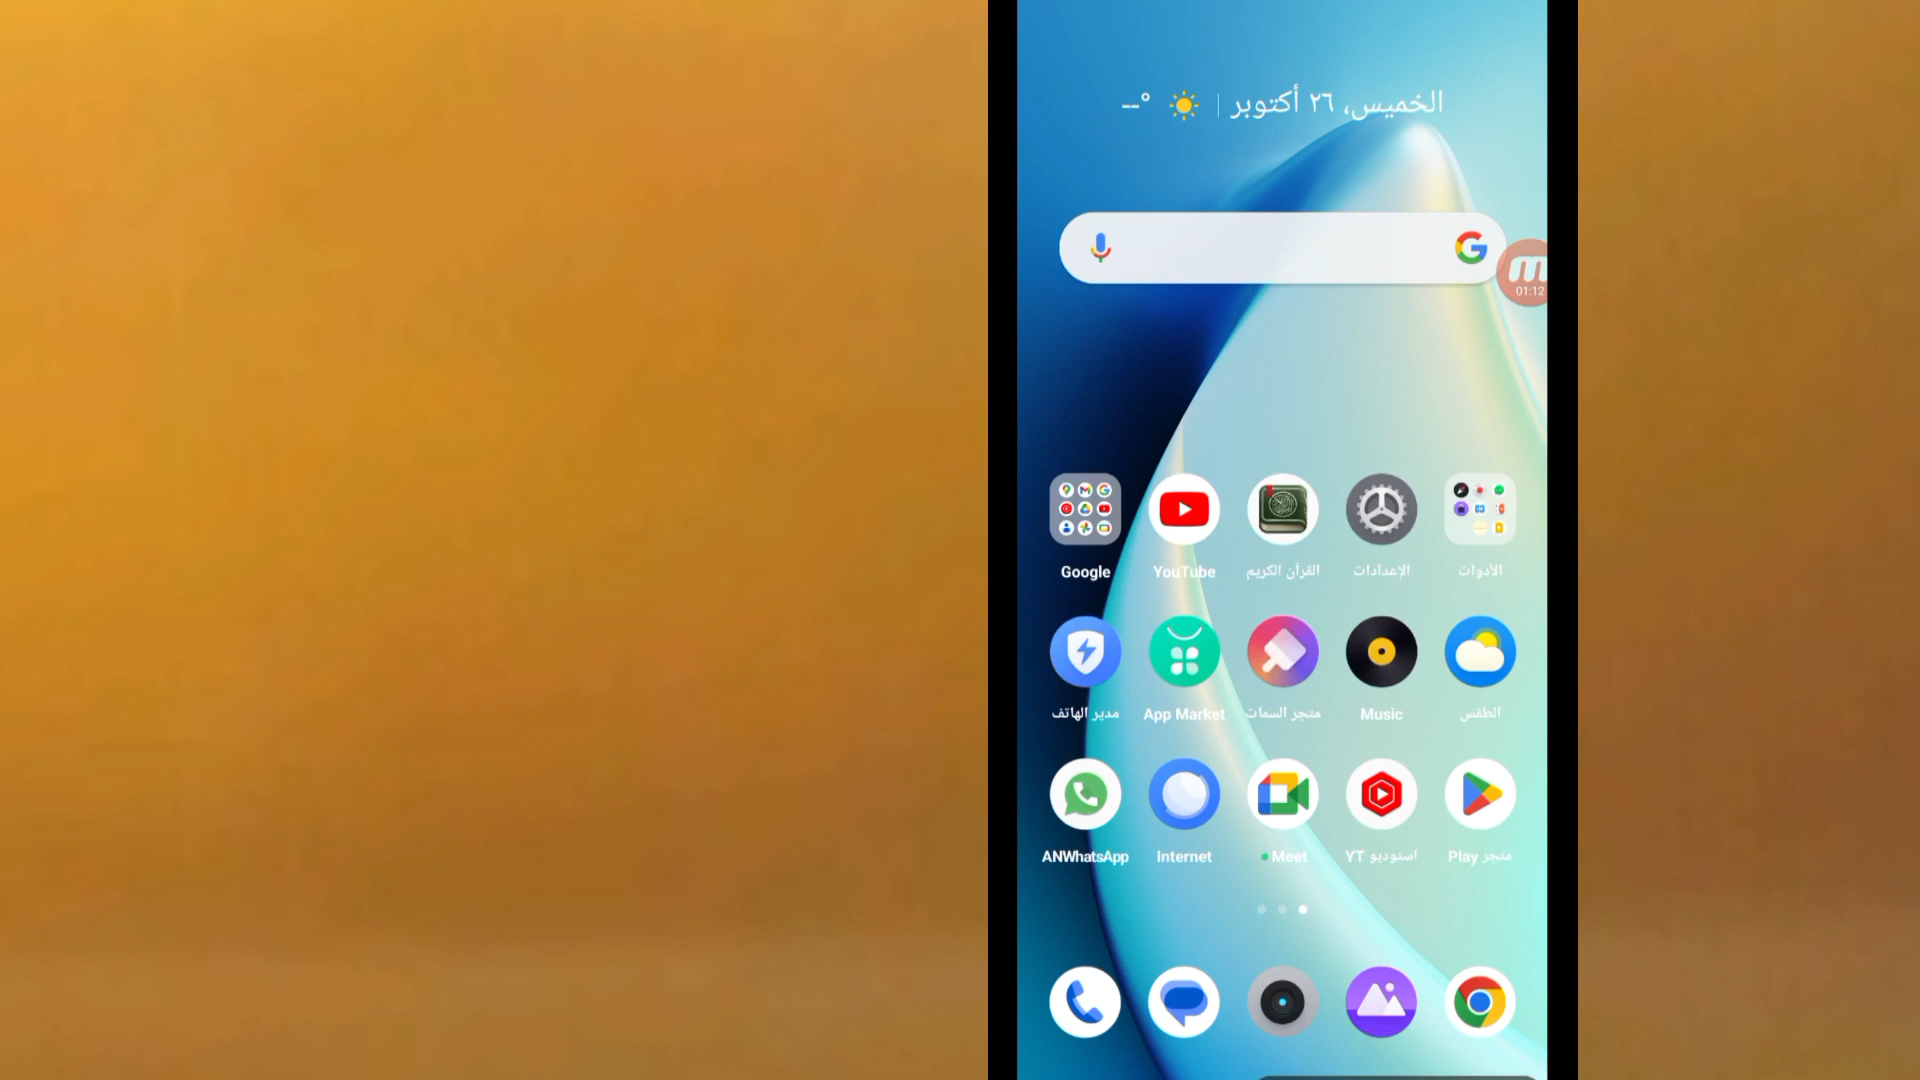 الخميس، ٢٦ أكتوبر | --°
01:12
Google
YouTube
القرآن الكريم
الإعدادات
الأدوات
مدير الهاتف
App Market
متجر السمات
Music
الطقس
ANWhatsApp
Internet
Meet
استوديو YT
متجر Play